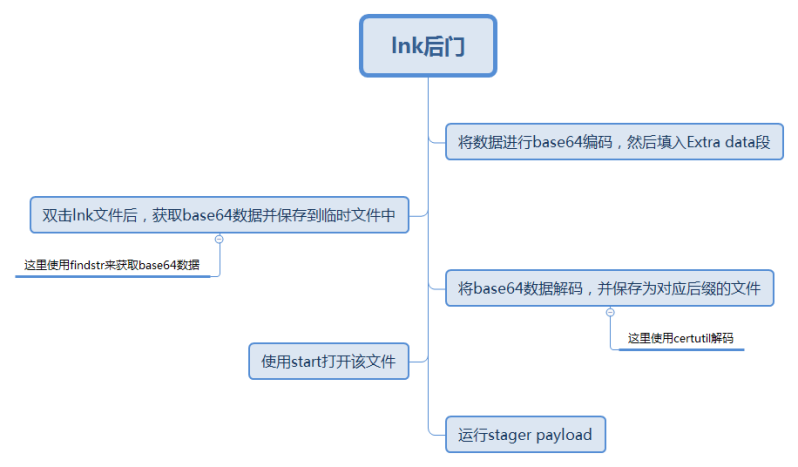 lnk后门
将数据进行base64编码，然后填入Extra data段
双击lnk文件后，获取base64数据并保存到临时文件中
这里使用findstr来获取base64数据
将base64数据解码，并保存为对应后缀的文件
这里使用certutil解码
使用start打开该文件
运行stager payload